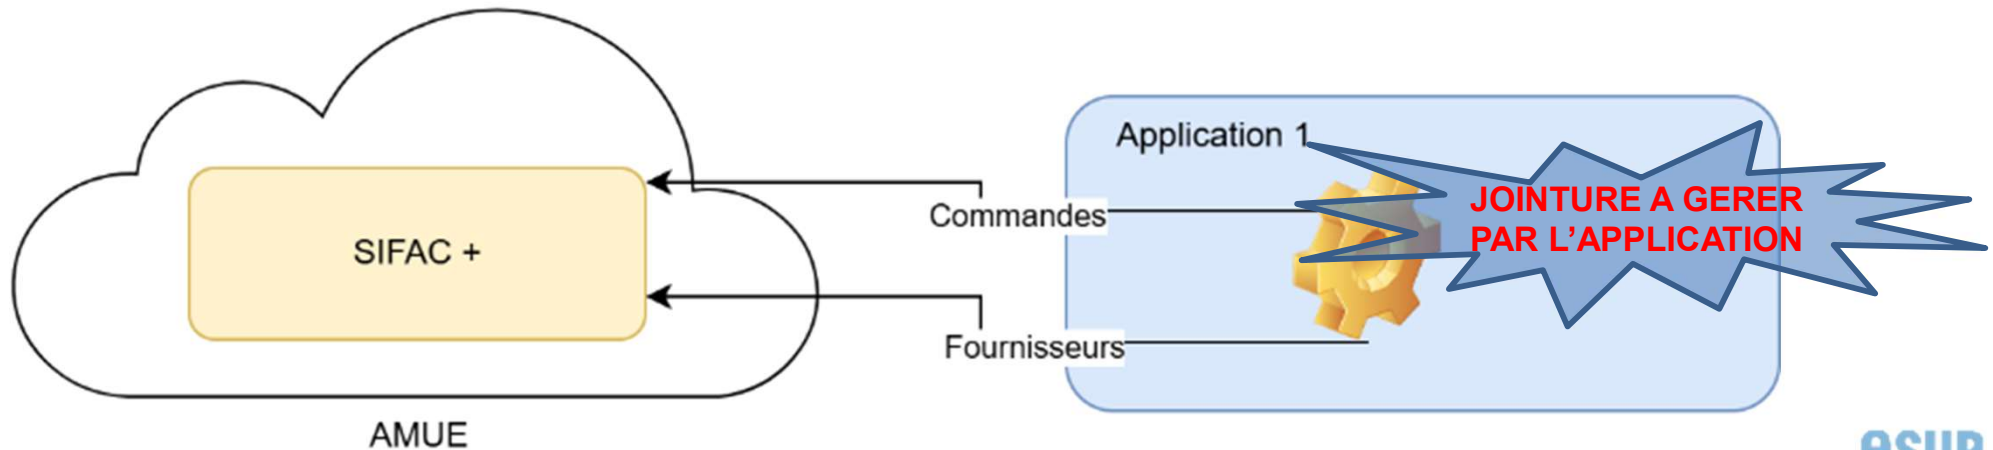 Application 1
JOINTURE A GERER
PAR L’APPLICATION
Commandes
SIFAC +
Fournisseurs
AMUE